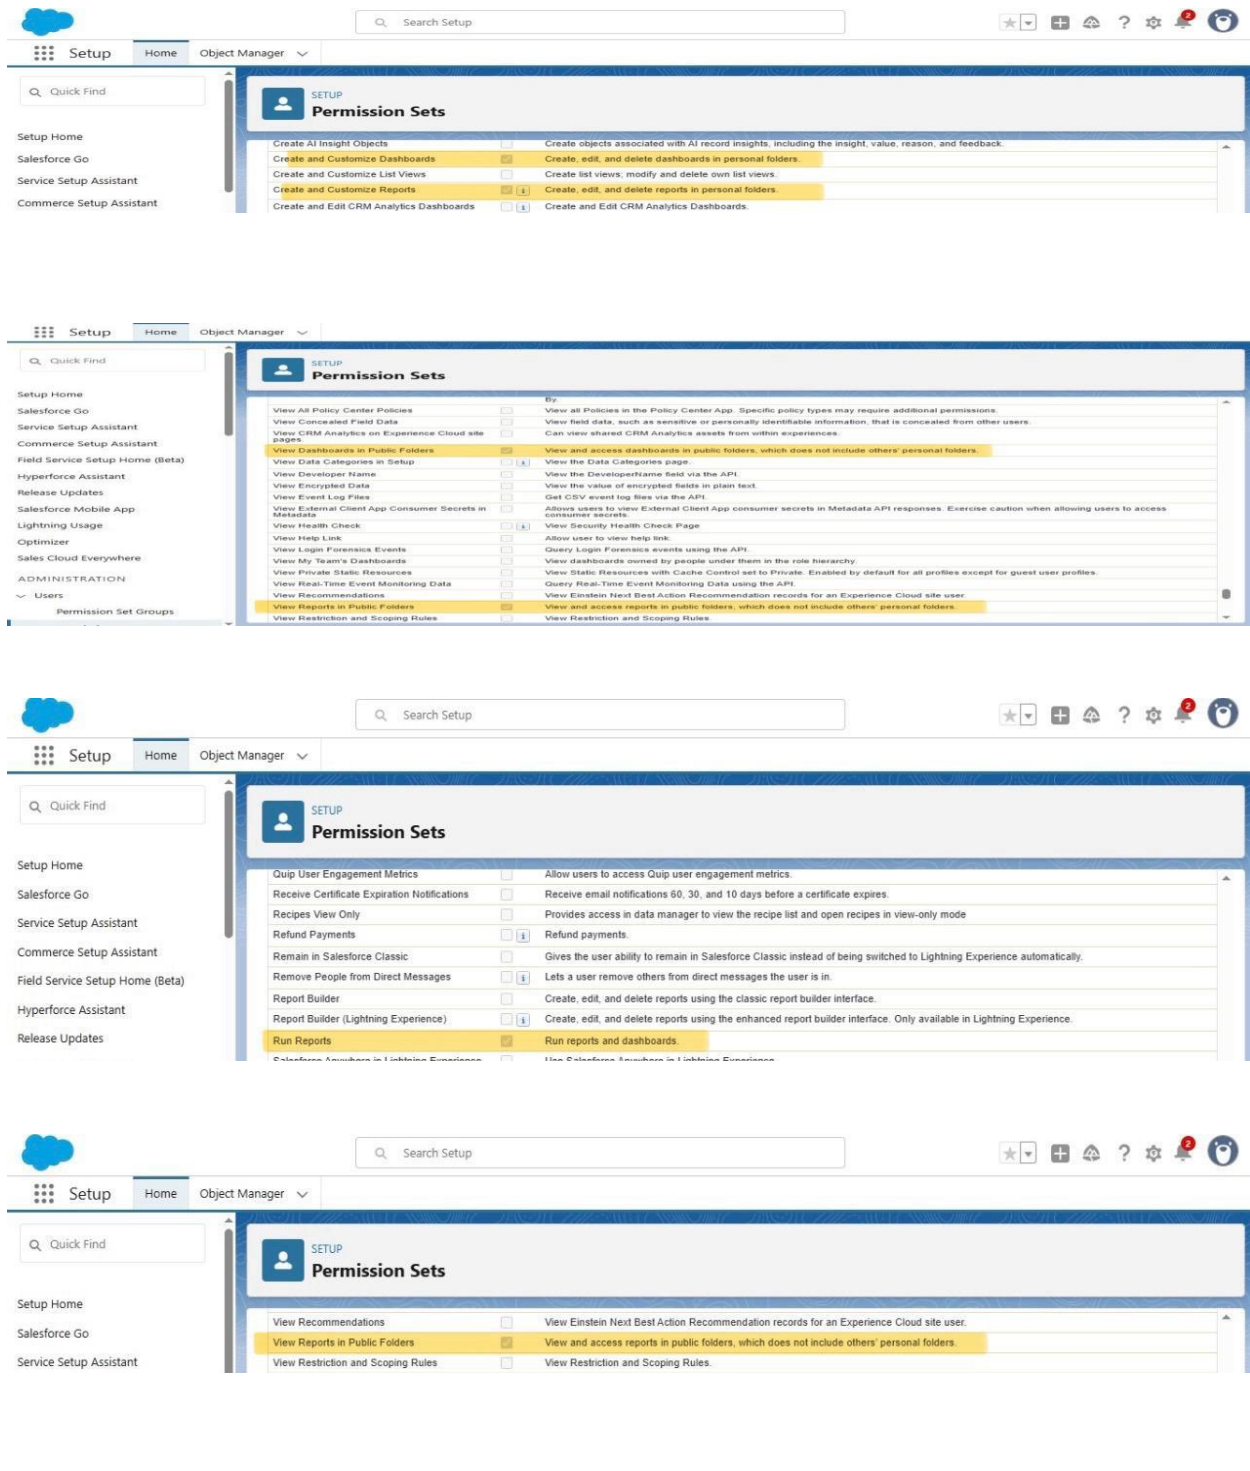 Search Setup
2
Setup Home Object Manager
Quick Find
SETUP
Permission Sets
Setup Home
Salesforce Go
Service Setup Assistant
Commerce Setup Assistant
Create AI Insight Objects Create objects associated with AI record insights, including the insight, value, reason, and feedback.
Create and Customize Dashboards Create, edit, and delete dashboards in personal folders.
Create and Customize List Views Create list views; modify and delete own list views.
Create and Customize Reports Create, edit, and delete reports in personal folders.
Create and Edit CRM Analytics Dashboards Create and Edit CRM Analytics Dashboards.
Setup Home Object Manager
Quick Find
SETUP
Permission Sets
Setup Home
Salesforce Go
Service Setup Assistant
Commerce Setup Assistant
Field Service Setup Home (Beta)
Hyperforce Assistant
Release Updates
Salesforce Mobile App
Lightning Usage
Optimizer
Sales Cloud Everywhere
ADMINISTRATION
Users
Permission Set Groups
By.
View All Policy Center Policies View all Policies in the Policy Center App. Specific policy types may require additional permissions.
View Concealed Field Data View field data, such as sensitive or personally identifiable information, that is concealed from other users.
View CRM Analytics on Experience Cloud site Can view shared CRM Analytics assets from within experiences.
pages.
View Dashboards in Public Folders View and access dashboards in public folders, which does not include others' personal folders.
View Data Categories in Setup View the Data Categories page.
View Developer Name View the DeveloperName field via the API.
View Encrypted Data View the value of encrypted fields in plain text.
View Event Log Files Get CSV event log files via the API.
View External Client App Consumer Secrets in Allows users to view External Client App consumer secrets in Metadata API responses. Exercise caution when allowing users to access
Metadata consumer secrets.
View Health Check View Security Health Check Page
View Help Link Allow user to view help link.
View Login Forensics Events Query Login Forensics events using the API.
View My Team's Dashboards View dashboards owned by people under them in the role hierarchy.
View Private Static Resources View Static Resources with Cache Control set to Private. Enabled by default for all profiles except for guest user profiles.
View Real-Time Event Monitoring Data Query Real-Time Event Monitoring Data using the API.
View Recommendations View Einstein Next Best Action Recommendation records for an Experience Cloud site user.
View Reports in Public Folders View and access reports in public folders, which does not include others' personal folders.
View Restriction and Scoping Rules View Restriction and Scoping Rules.
Search Setup
2
Setup Home Object Manager
Quick Find
SETUP
Permission Sets
Setup Home
Salesforce Go
Service Setup Assistant
Commerce Setup Assistant
Field Service Setup Home (Beta)
Hyperforce Assistant
Release Updates
Quip User Engagement Metrics Allow users to access Quip user engagement metrics.
Receive Certificate Expiration Notifications Receive email notifications 60, 30, and 10 days before a certificate expires.
Recipes View Only Provides access in data manager to view the recipe list and open recipes in view-only mode
Refund Payments Refund payments.
Remain in Salesforce Classic Gives the user ability to remain in Salesforce Classic instead of being switched to Lightning Experience automatically.
Remove People from Direct Messages Lets a user remove others from direct messages the user is in.
Report Builder Create, edit, and delete reports using the classic report builder interface.
Report Builder (Lightning Experience) Create, edit, and delete reports using the enhanced report builder interface. Only available in Lightning Experience.
Run Reports Run reports and dashboards.
Salesforce Anywhere in Lightning Experience Use Salesforce Anywhere in Lightning Experience
Search Setup
2
Setup Home Object Manager
Quick Find
SETUP
Permission Sets
Setup Home
Salesforce Go
Service Setup Assistant
View Recommendations View Einstein Next Best Action Recommendation records for an Experience Cloud site user.
View Reports in Public Folders View and access reports in public folders, which does not include others' personal folders.
View Restriction and Scoping Rules View Restriction and Scoping Rules.